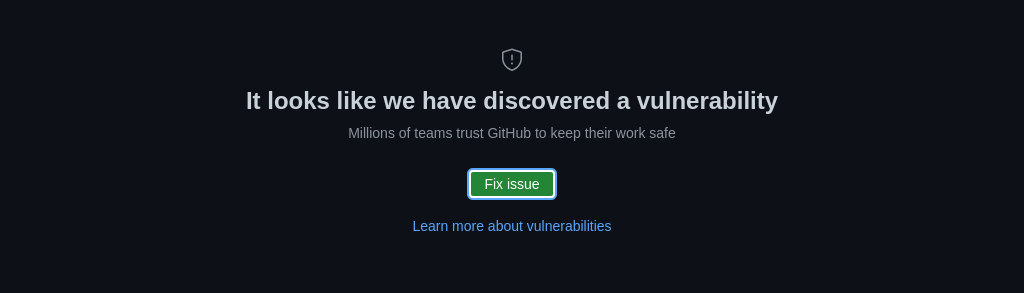 It looks like we have discovered a vulnerability
Millions of teams trust GitHub to keep their work safe
Fix issue
Learn more about vulnerabilities